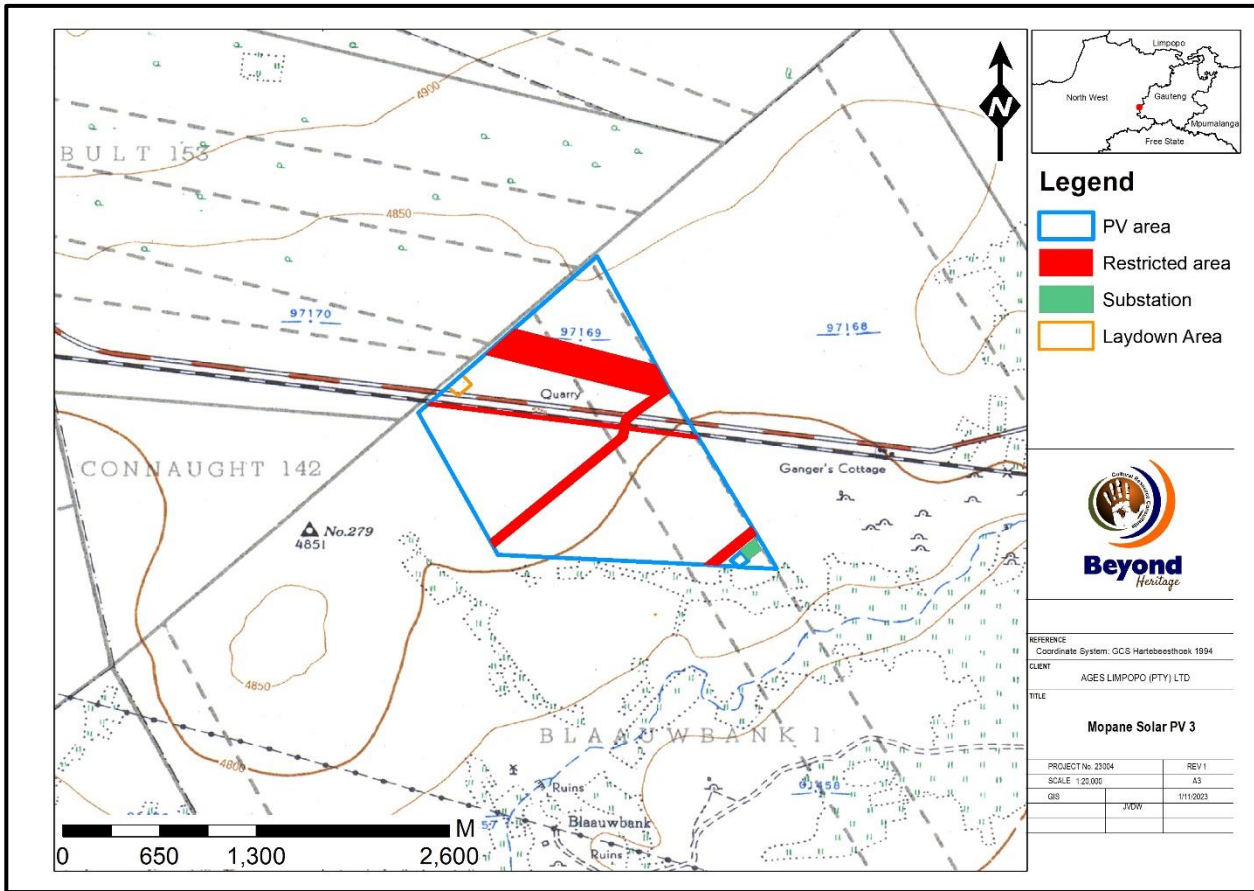 4900
BULT 153
4850
97170
97169
97168
Quarry
CONNAUGHT 142
Ganger's Cottage
No.279
4851
4850
4800
BLAAUWBANK 1
Ruins
Blaauwbank
Ruins
M
0 650 1,300 2,600
N
Limpopo
North West
Gauteng
Mpumalanga
Free State
Legend
PV area
Restricted area
Substation
Laydown Area
Beyond
Heritage
REFERENCE
Coordinate System: GCS Hartebeesthoek 1994
CLIENT
AGES LIMPOPO (PTY) LTD
TITLE
Mopane Solar PV 3
PROJECT No. 23004 REV 1
SCALE 1:20,000 A3
GIS JVDW 1/11/2023